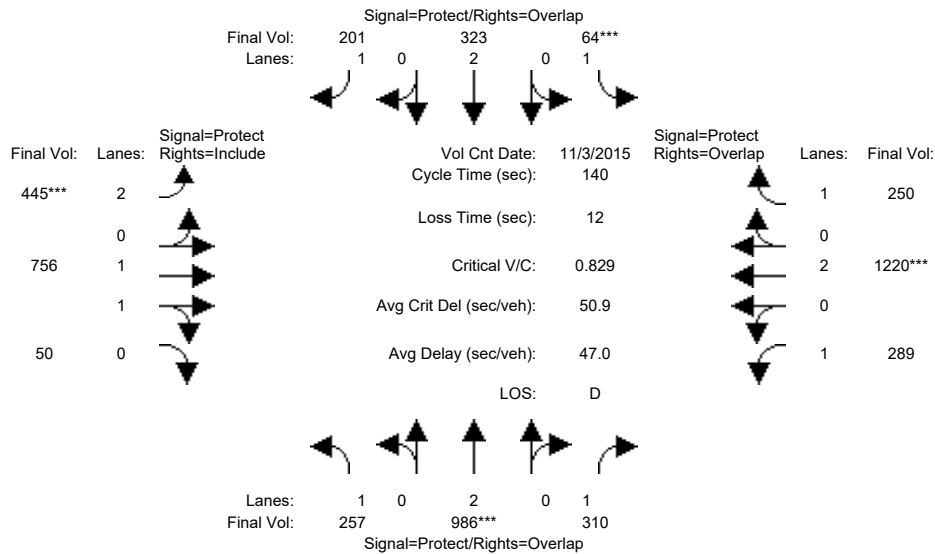 Signal=Protect/Rights=Overlap
Final Vol: 201 323 64***
Lanes: 1 0 2 0 1
Signal=Protect
Final Vol: Lanes: Rights=Include
Vol Cnt Date: 11/3/2015
Signal=Protect
Rights=Overlap Lanes: Final Vol:
Cycle Time (sec): 140
445*** 2
1 250
Loss Time (sec): 12
0
0
756 1
Critical V/C: 0.829
2 1220***
1
Avg Crit Del (sec/veh): 50.9
0
50 0
Avg Delay (sec/veh): 47.0
1 289
LOS: D
Lanes: 1 0 2 0 1
Final Vol: 257 986*** 310
Signal=Protect/Rights=Overlap